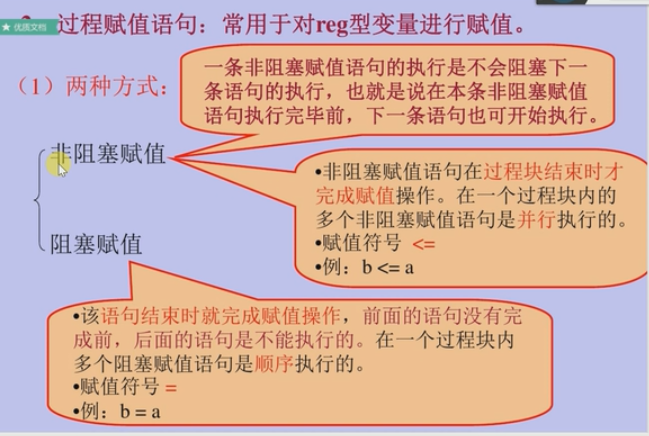 优质文档
过程赋值语句：常用于对reg型变量进行赋值。
（1）两种方式：
一条非阻塞赋值语句的执行是不会阻塞下一
条语句的执行，也就是说在本条非阻塞赋值
语句执行完毕前，下一条语句也可开始执行。
非阻塞赋值
•非阻塞赋值语句在过程块结束时才
完成赋值操作。在一个过程块内的
多个非阻塞赋值语句是并行执行的。
•赋值符号 <=
•例：b <= a
阻塞赋值
•该语句结束时就完成赋值操作，前面的语句没有完
成前，后面的语句是不能执行的。在一个过程块内
多个阻塞赋值语句是顺序执行的。
•赋值符号 =
•例：b = a